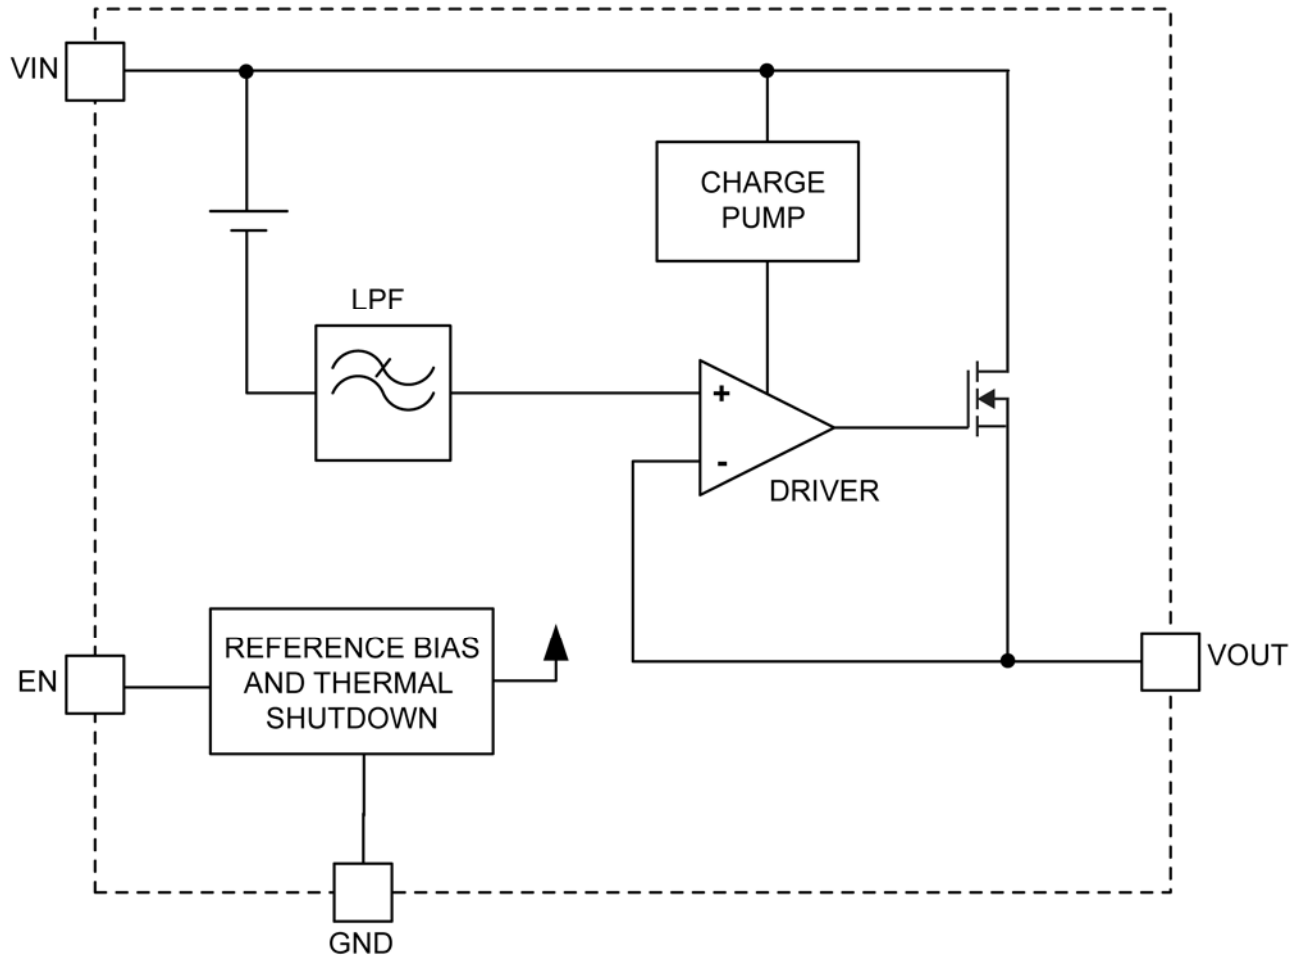 VIN
CHARGE
PUMP
LPF
+
-
DRIVER
REFERENCE BIAS
AND THERMAL
SHUTDOWN
EN
VOUT
GND